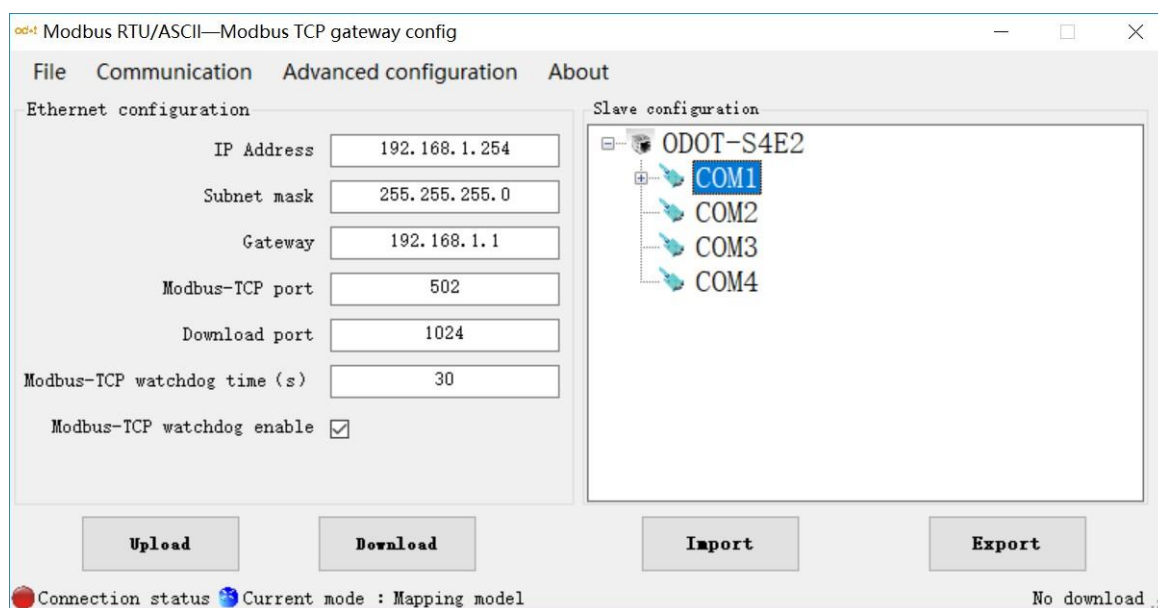 odot Modbus RTU/ASCII—Modbus TCP gateway config
File Communication Advanced configuration About
Ethernet configuration
IP Address 192.168.1.254
Subnet mask 255.255.255.0
Gateway 192.168.1.1
Modbus-TCP port 502
Download port 1024
Modbus-TCP watchdog time(s) 30
Modbus-TCP watchdog enable
Slave configuration
ODOT-S4E2
COM1
COM2
COM3
COM4
Upload Download Import Export
Connection status Current mode : Mapping model No download